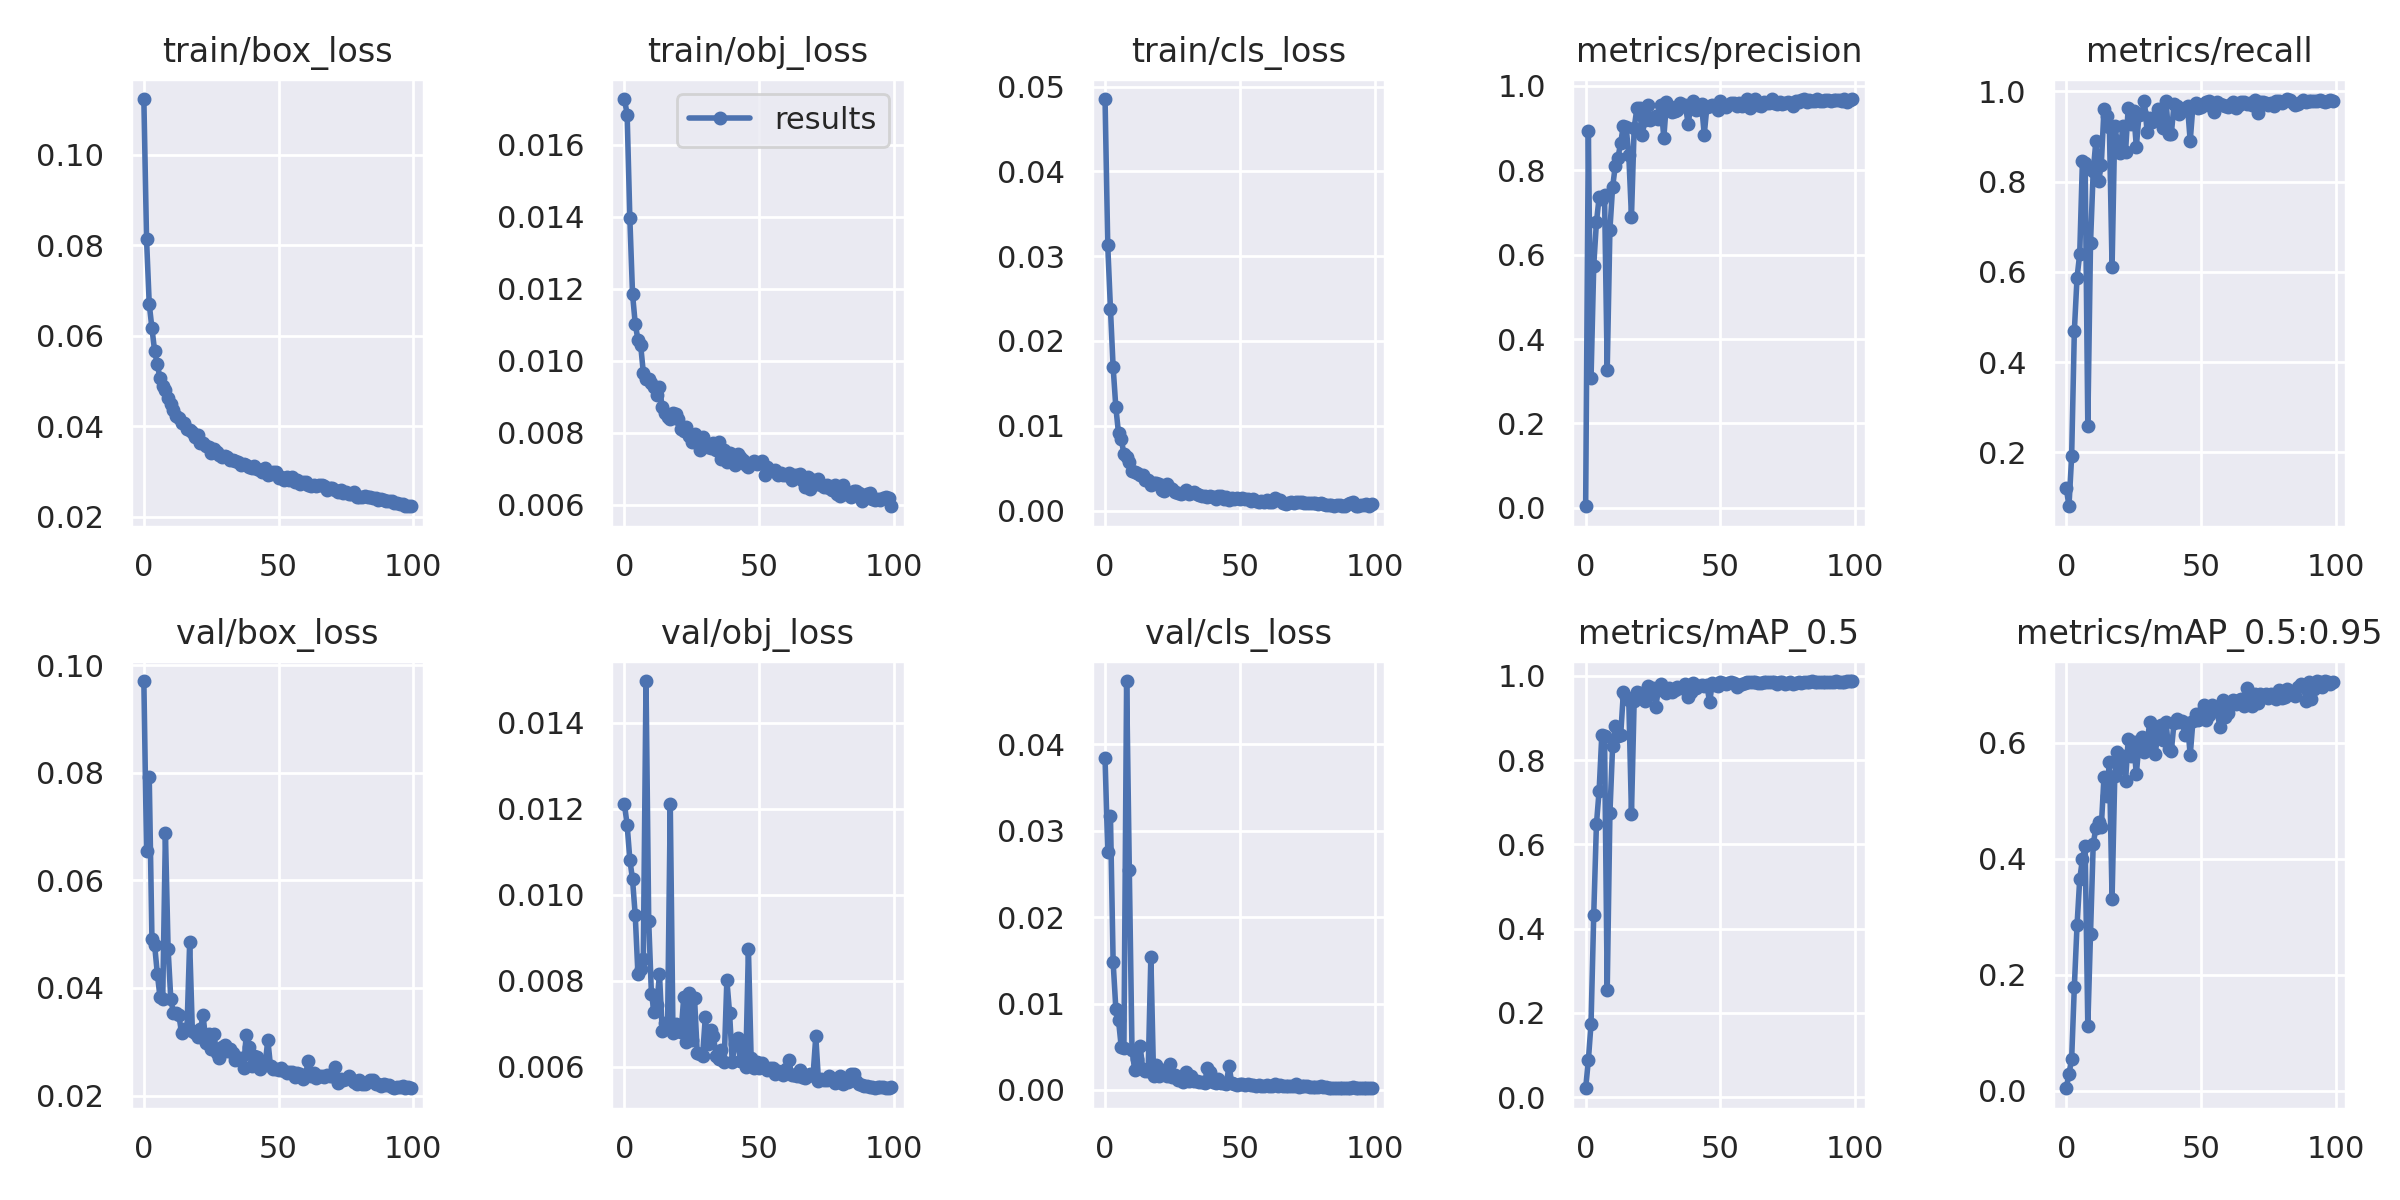 train/box_loss
train/obj_loss
train/cls_loss
metrics/precision
metrics/recall
0.10
0.08
0.06
0.04
0.02
0 50 100
results
0.016
0.014
0.012
0.010
0.008
0.006
0 50 100
0.05
0.04
0.03
0.02
0.01
0.00
0 50 100
1.0
0.8
0.6
0.4
0.2
0.0
0 50 100
1.0
0.8
0.6
0.4
0.2
0 50 100
val/box_loss
val/obj_loss
val/cls_loss
metrics/mAP_0.5
metrics/mAP_0.5:0.95
0.10
0.08
0.06
0.04
0.02
0 50 100
0.014
0.012
0.010
0.008
0.006
0 50 100
0.04
0.03
0.02
0.01
0.00
0 50 100
1.0
0.8
0.6
0.4
0.2
0.0
0 50 100
0.6
0.4
0.2
0.0
0 50 100